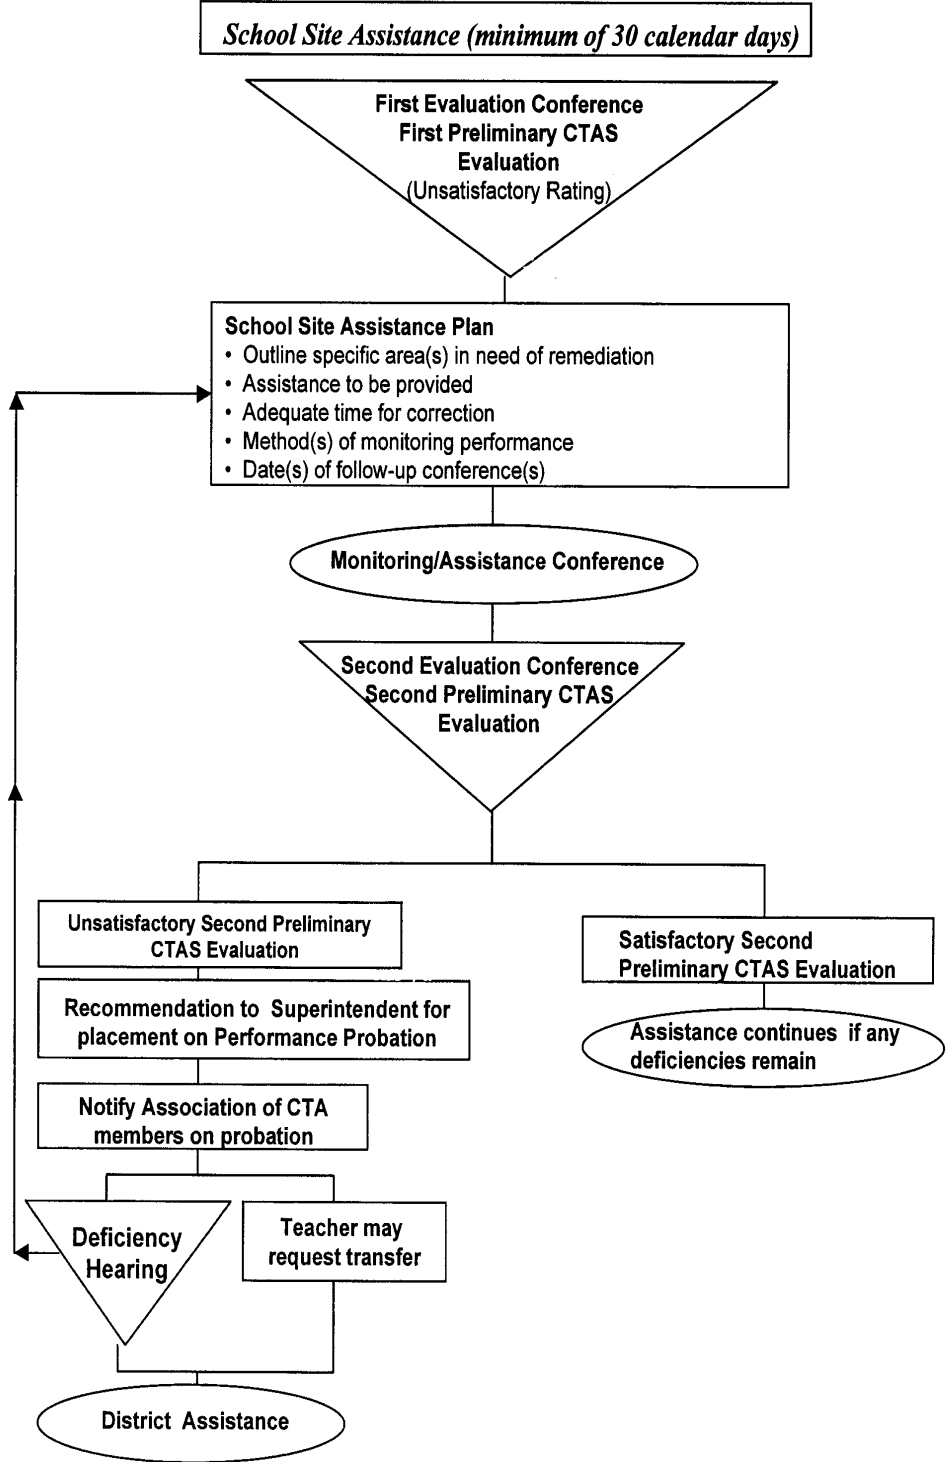 School Site Assistance (minimum of 30 calendar days)
First Evaluation Conference
First Preliminary CTAS
Evaluation
(Unsatisfactory Rating)
School Site Assistance Plan
• Outline specific area(s) in need of remediation
• Assistance to be provided
• Adequate time for correction
• Method(s) of monitoring performance
• Date(s) of follow-up conference(s)
Monitoring/Assistance Conference
Second Evaluation Conference
Second Preliminary CTAS
Evaluation
Unsatisfactory Second Preliminary
CTAS Evaluation
Recommendation to Superintendent for
placement on Performance Probation
Notify Association of CTA
members on probation
Deficiency
Hearing
Teacher may
request transfer
District Assistance
Satisfactory Second
Preliminary CTAS Evaluation
Assistance continues if any
deficiencies remain